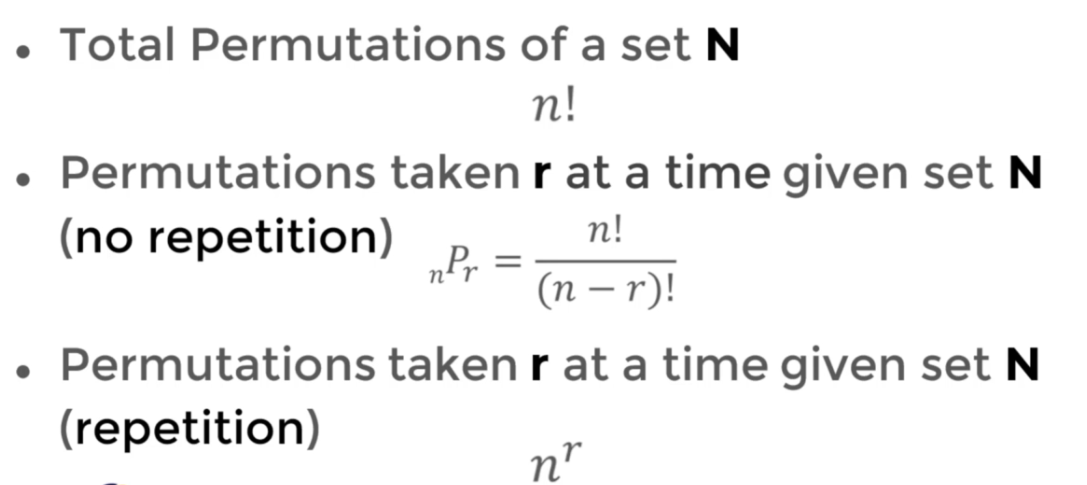 • Total Permutations of a set N
n!
• Permutations taken r at a time given set N
(no repetition) nPr = n! / (n − r)!
• Permutations taken r at a time given set N
(repetition)
n^r